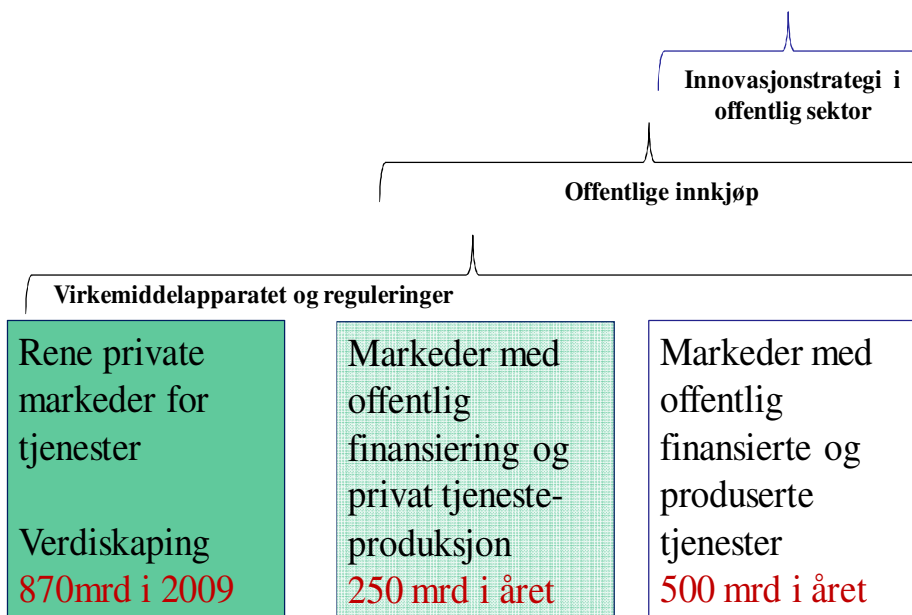 Innovasjonstrategi i
offentlig sektor
Offentlige innkjøp
Virkemiddelapparatet og reguleringer
Rene private
markeder for
tjenester
Verdiskaping
870mrd i 2009
Markeder med
offentlig
finansiering og
privat tjeneste-
produksjon
250 mrd i året
Markeder med
offentlig
finansierte og
produserte
tjenester
500 mrd i året